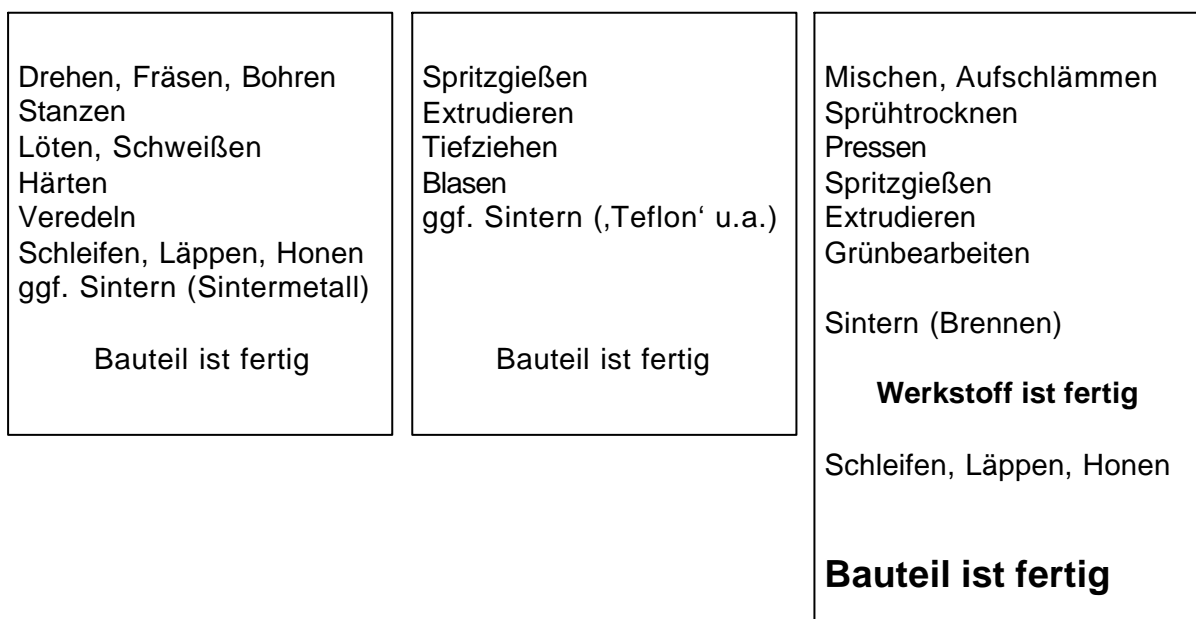 Drehen, Fräsen, Bohren
Stanzen
Löten, Schweißen
Härten
Veredeln
Schleifen, Läppen, Honen
ggf. Sintern (Sintermetall)
Bauteil ist fertig
Spritzgießen
Extrudieren
Tiefziehen
Blasen
ggf. Sintern (‚Teflon‘ u.a.)
Bauteil ist fertig
Mischen, Aufschlämmen
Sprühtrocknen
Pressen
Spritzgießen
Extrudieren
Grünbearbeiten
Sintern (Brennen)
Werkstoff ist fertig
Schleifen, Läppen, Honen
Bauteil ist fertig